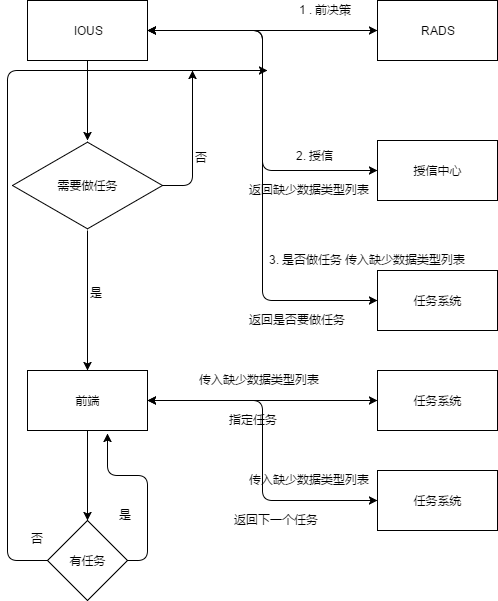 1 . 前决策
IOUS
RADS
否
2. 授信
需要做任务
授信中心
返回缺少数据类型列表
3. 是否做任务 传入缺少数据类型列表
是
任务系统
返回是否要做任务
传入缺少数据类型列表
前端
任务系统
指定任务
传入缺少数据类型列表
任务系统
是
返回下一个任务
否
有任务